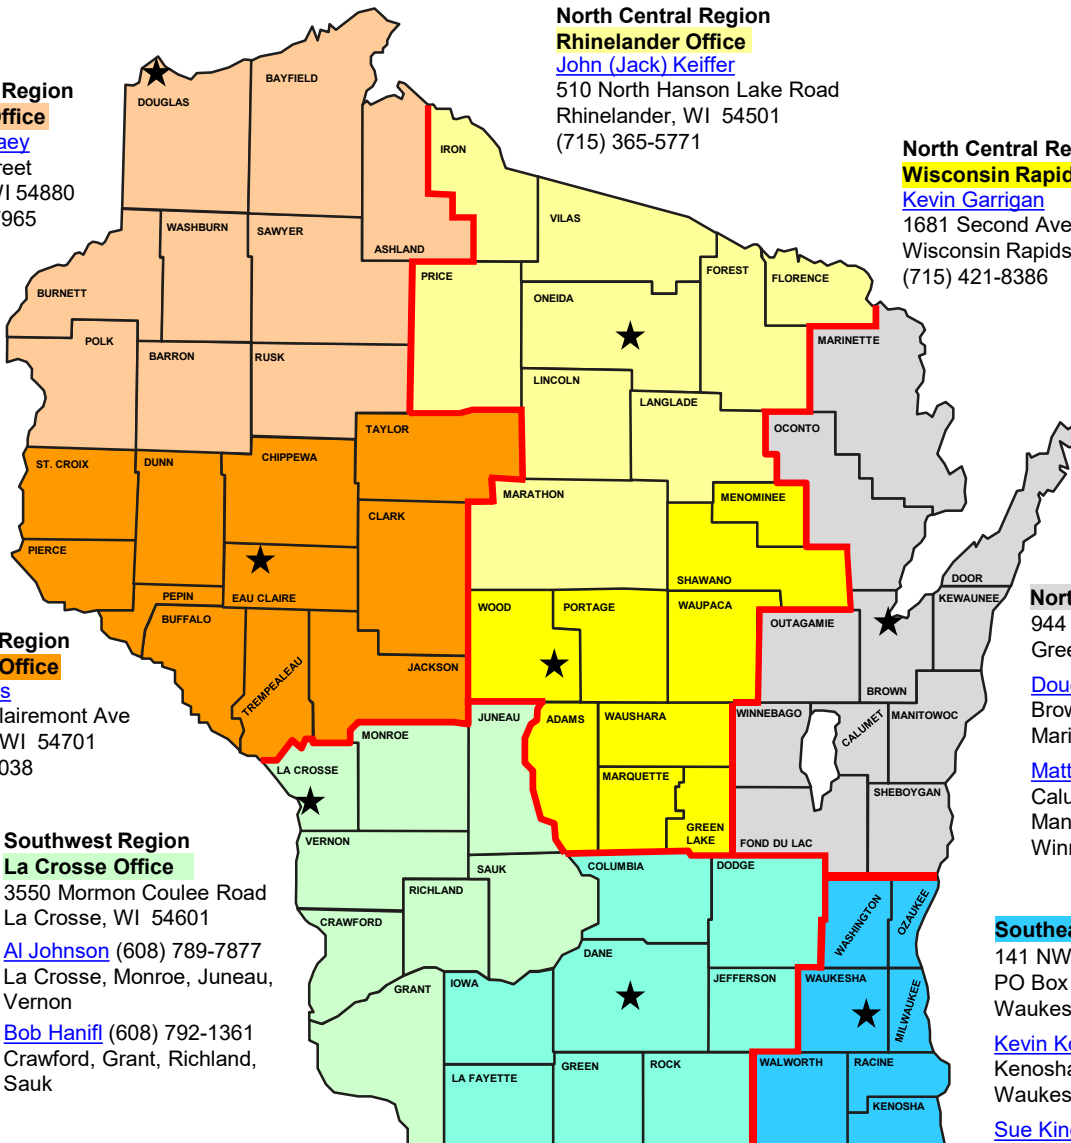 North Central Region
Rhinelander Office
John (Jack) Keiffer
510 North Hanson Lake Road
Rhinelander, WI  54501
(715) 365-5771
Region
Office
reet
WI 54880
965
North Central Re
Wisconsin Rapid
Kevin Garrigan
1681 Second Ave
Wisconsin Rapids
(715) 421-8386
BAYFIELD
DOUGLAS
IRON
VILAS
WASHBURN
SAWYER
ASHLAND
PRICE
FOREST
FLORENCE
BURNETT
ONEIDA
POLK
BARRON
RUSK
MARINETTE
LINCOLN
LANGLADE
TAYLOR
OCONTO
ST. CROIX
DUNN
CHIPPEWA
MARATHON
MENOMINEE
CLARK
PIERCE
SHAWANO
DOOR
PEPIN
EAU CLAIRE
KEWAUNEE
BUFFALO
WOOD
PORTAGE
WAUPACA
OUTAGAMIE
TREMPEALEAU
JACKSON
BROWN
JUNEAU
ADAMS
WAUSHARA
WINNEBAGO
CALUMET
MANITOWOC
MONROE
LA CROSSE
MARQUETTE
GREEN
LAKE
SHEBOYGAN
VERNON
FOND DU LAC
SAUK
COLUMBIA
DODGE
RICHLAND
CRAWFORD
WASHINGTON
OZAUKEE
DANE
GRANT
IOWA
JEFFERSON
WAUKESHA
MILWAUKEE
LA FAYETTE
GREEN
ROCK
WALWORTH
RACINE
KENOSHA
Region
Office
s
lairemont Ave
WI  54701
038
Southwest Region
La Crosse Office
3550 Mormon Coulee Road
La Crosse, WI  54601
Al Johnson (608) 789-7877
La Crosse, Monroe, Juneau,
Vernon
Bob Hanifl (608) 792-1361
Crawford, Grant, Richland,
Sauk
Nort
944
Gree
Doug
Brow
Mari
Matt
Calu
Man
Winn
Southea
141 NW
PO Box
Waukes
Kevin Ko
Kenosha
Waukes
Sue King